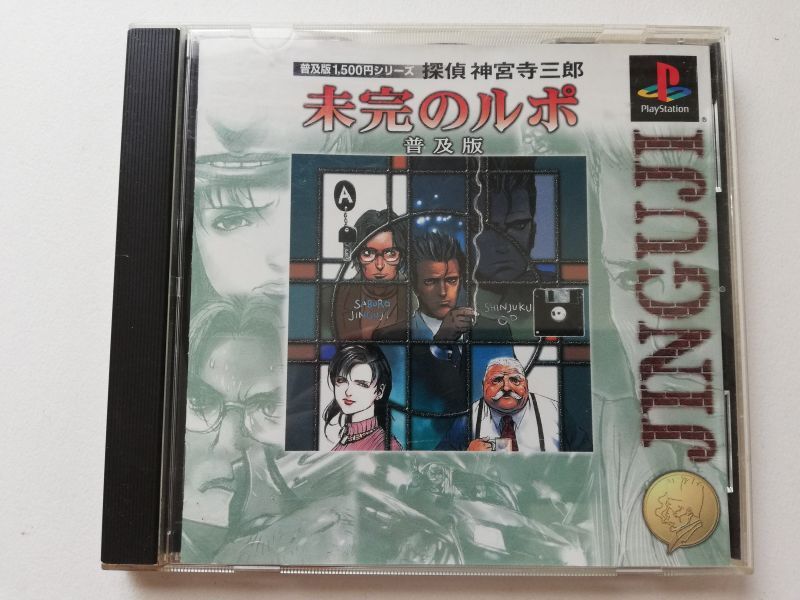 普及版1,500円シリーズ 探偵 神宮寺三郎
未完のルポ
普及版
PlayStation
®
JINGUJI
A
SABURO
JINGUJI
SHINJUKU